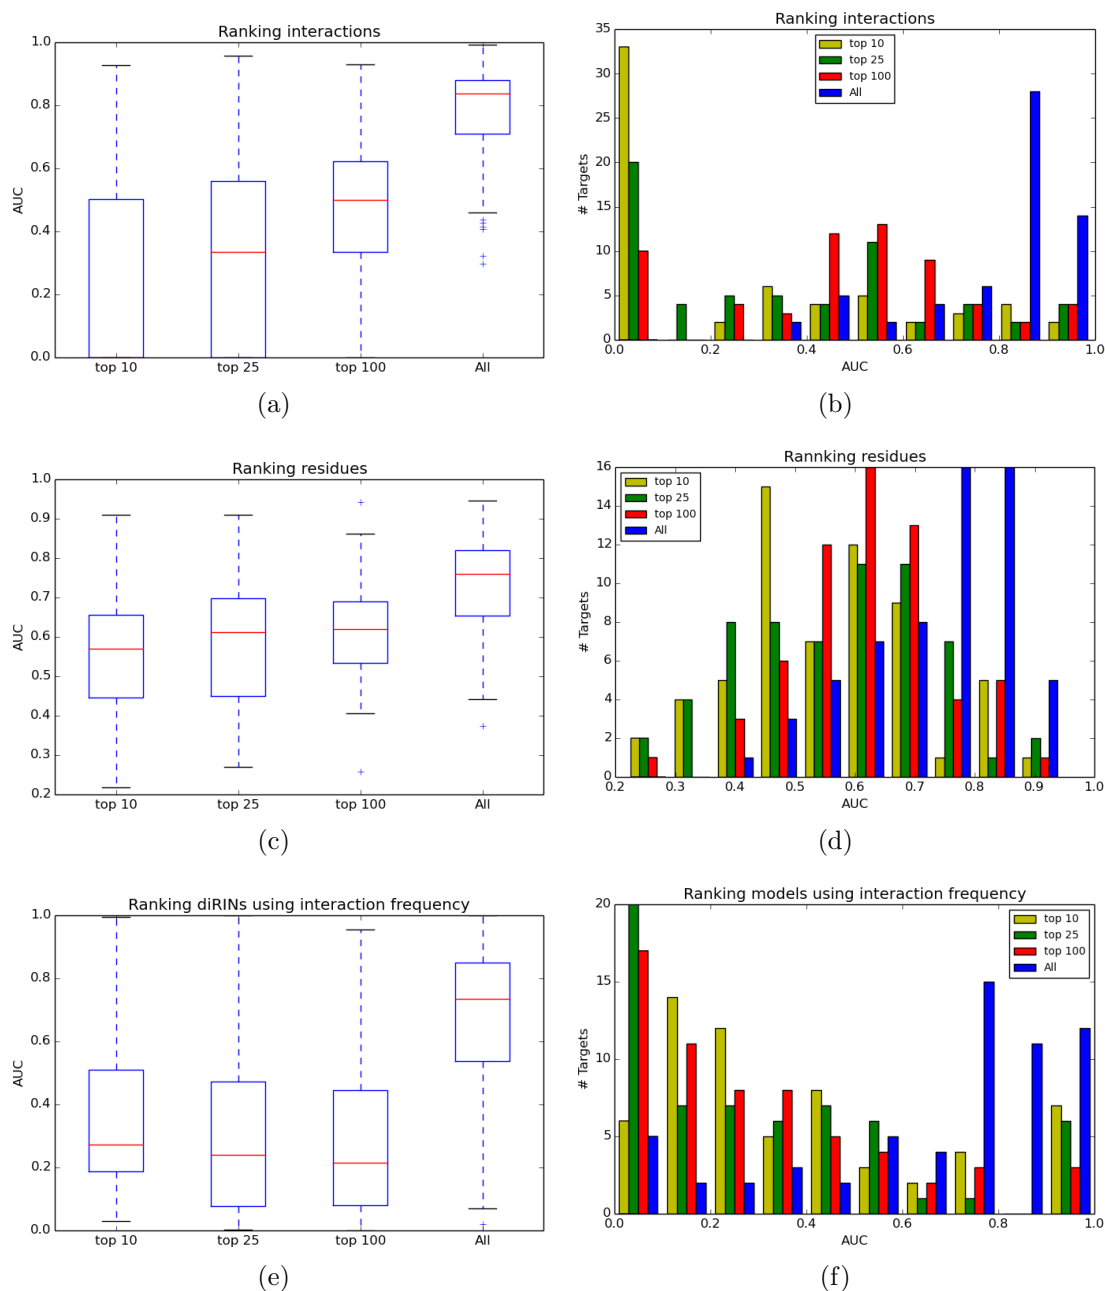 Ranking interactions
1.0
0.8
0.6
0.4
0.2
0.0
AUC
top 10
top 25
top 100
All
(a)
Ranking interactions
35
30
25
20
15
10
5
0
# Targets
top 10
top 25
top 100
All
0.0
0.2
0.4
0.6
0.8
1.0
AUC
(b)
Ranking residues
1.0
0.9
0.8
0.7
0.6
0.5
0.4
0.3
0.2
AUC
top 10
top 25
top 100
All
(c)
Rannking residues
16
14
12
10
8
6
4
2
0
# Targets
top 10
top 25
top 100
All
0.2
0.3
0.4
0.5
0.6
0.7
0.8
0.9
1.0
AUC
(d)
Ranking diRINs using interaction frequency
1.0
0.8
0.6
0.4
0.2
0.0
AUC
top 10
top 25
top 100
All
(e)
Ranking models using interaction frequency
20
15
10
5
0
# Targets
top 10
top 25
top 100
All
0.0
0.2
0.4
0.6
0.8
1.0
AUC
(f)